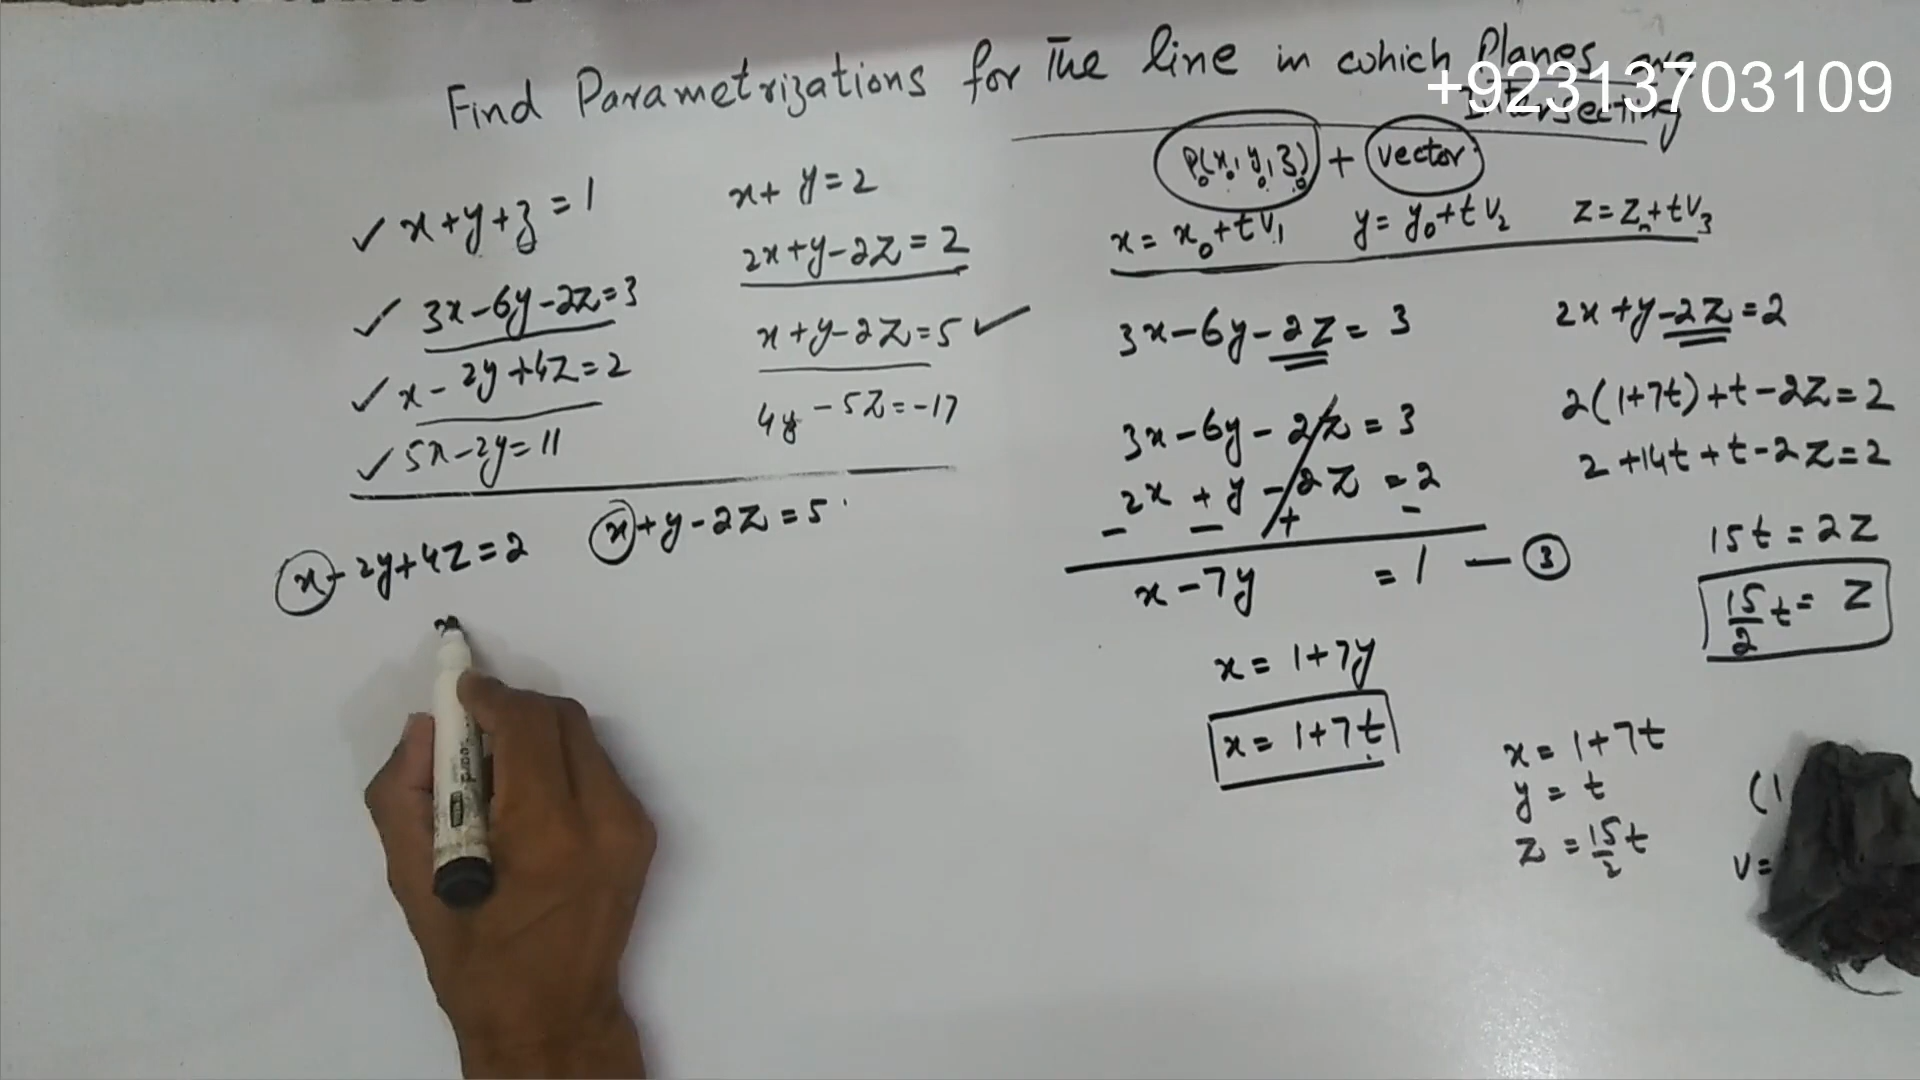 Find Parametrizations for The line in which Planes are
Intersecting
+92313703109
P₀(x₀, y₀, z₀) + vector
x = x₀+tv₁ y = y₀+tv₂ z = z₀+tv₃
✓ x+y+z = 1
✓ 3x-6y-2z=3
✓ x-2y+4z=2
✓ 5x-2y=11
x+y=2
2x+y-2z=2
x+y-2z=5 ✓
4y-5z=-17
x-2y+4z=2
x+y-2z=5
3x-6y-2z=3
3x-6y-2z=3
2x+y-2z=2
- - + -
x-7y =1 — ③
x=1+7y
x=1+7t
2x+y-2z=2
2(1+7t)+t-2z=2
2+14t+t-2z=2
15t=2z
15/2 t=z
x=1+7t
y=t
z=15/2 t
(1
v=